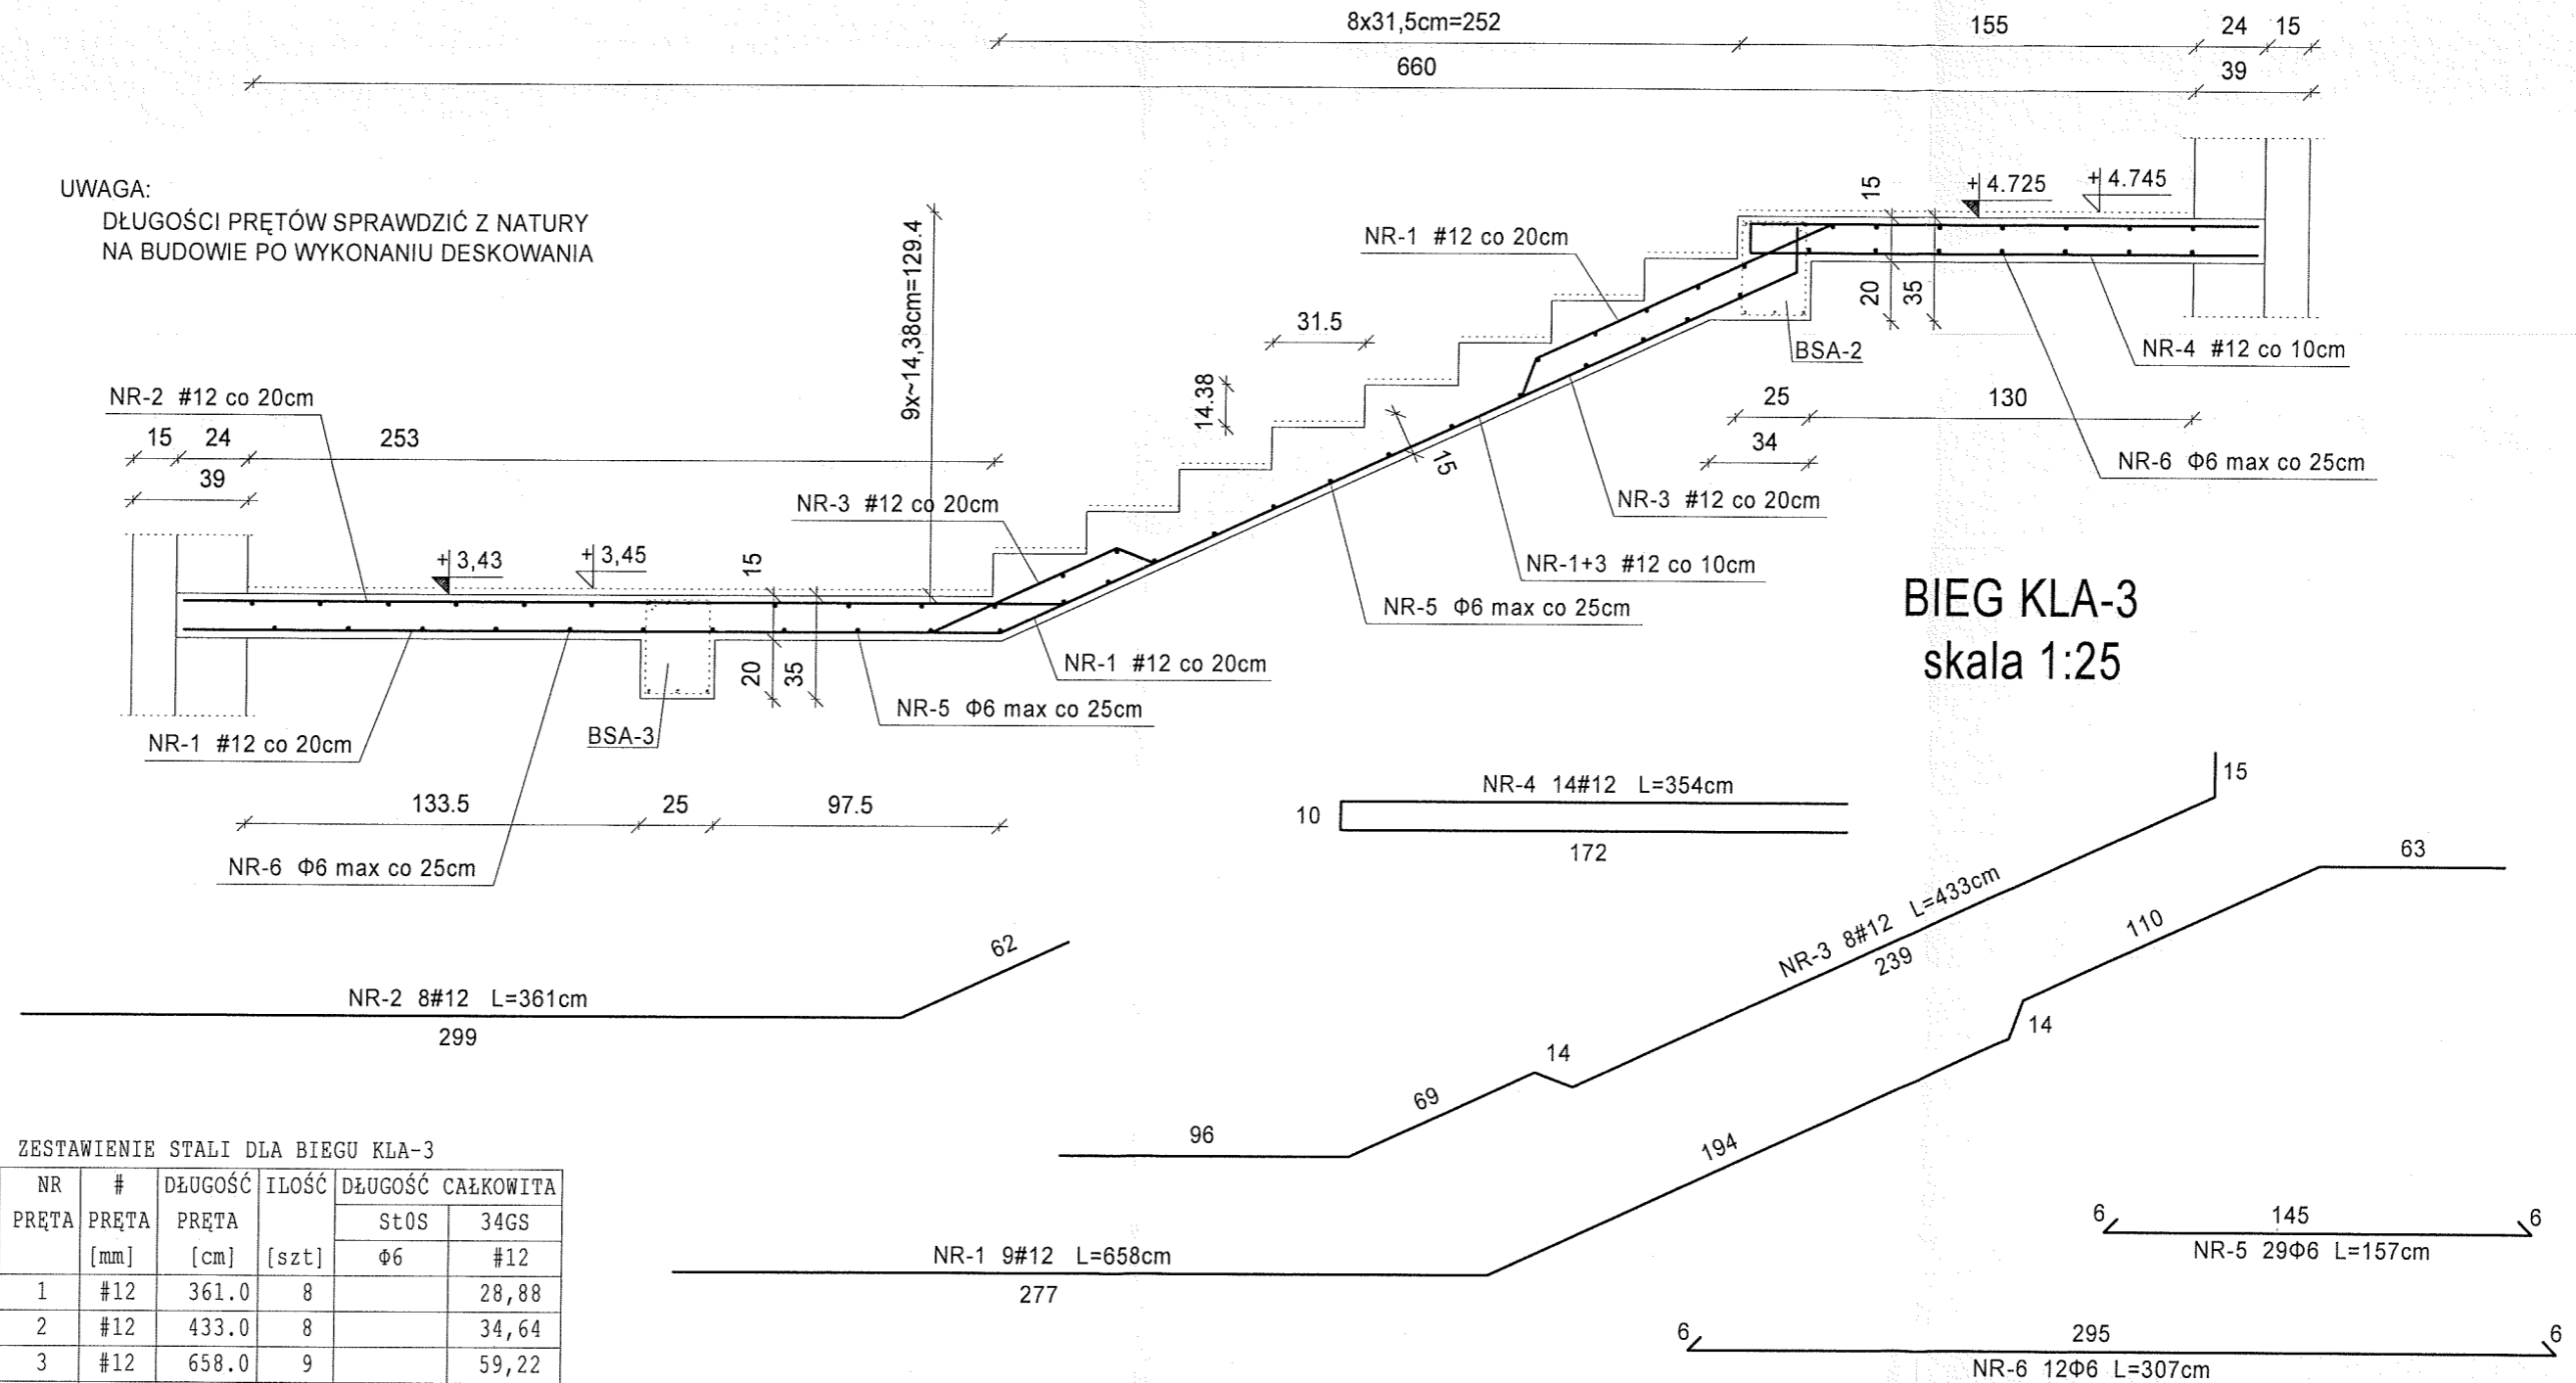 8x31,5cm=252
155
24
15
660
39
UWAGA:
DŁUGOŚCI PRĘTÓW SPRAWDZIĆ Z NATURY
NA BUDOWIE PO WYKONANIU DESKOWANIA
9x~14,38cm=129.4
NR-1 #12 co 20cm
15
+ 4.725
+ 4.745
20
35
BSA-2
NR-4 #12 co 10cm
31.5
14.38
25
130
34
NR-6 Φ6 max co 25cm
NR-3 #12 co 20cm
15
NR-1+3 #12 co 10cm
NR-5 Φ6 max co 25cm
NR-2 #12 co 20cm
15
24
253
39
NR-3 #12 co 20cm
+ 3,43
+ 3,45
15
20
35
NR-1 #12 co 20cm
NR-5 Φ6 max co 25cm
BSA-3
NR-1 #12 co 20cm
133.5
25
97.5
NR-6 Φ6 max co 25cm
BIEG KLA-3
skala 1:25
NR-4 14#12 L=354cm
10
172
15
NR-3 8#12 L=433cm
239
63
110
14
62
NR-2 8#12 L=361cm
299
14
69
96
194
NR-1 9#12 L=658cm
277
6
145
6
NR-5 29Φ6 L=157cm
6
295
6
NR-6 12Φ6 L=307cm
ZESTAWIENIE STALI DLA BIEGU KLA-3
NR PRĘTA
# PRĘTA [mm]
DŁUGOŚĆ PRĘTA [cm]
ILOŚĆ [szt]
DŁUGOŚĆ CAŁKOWITA
St0S
34GS
Φ6
#12
1 #12 361.0 8 28,88
2 #12 433.0 8 34,64
3 #12 658.0 9 59,22